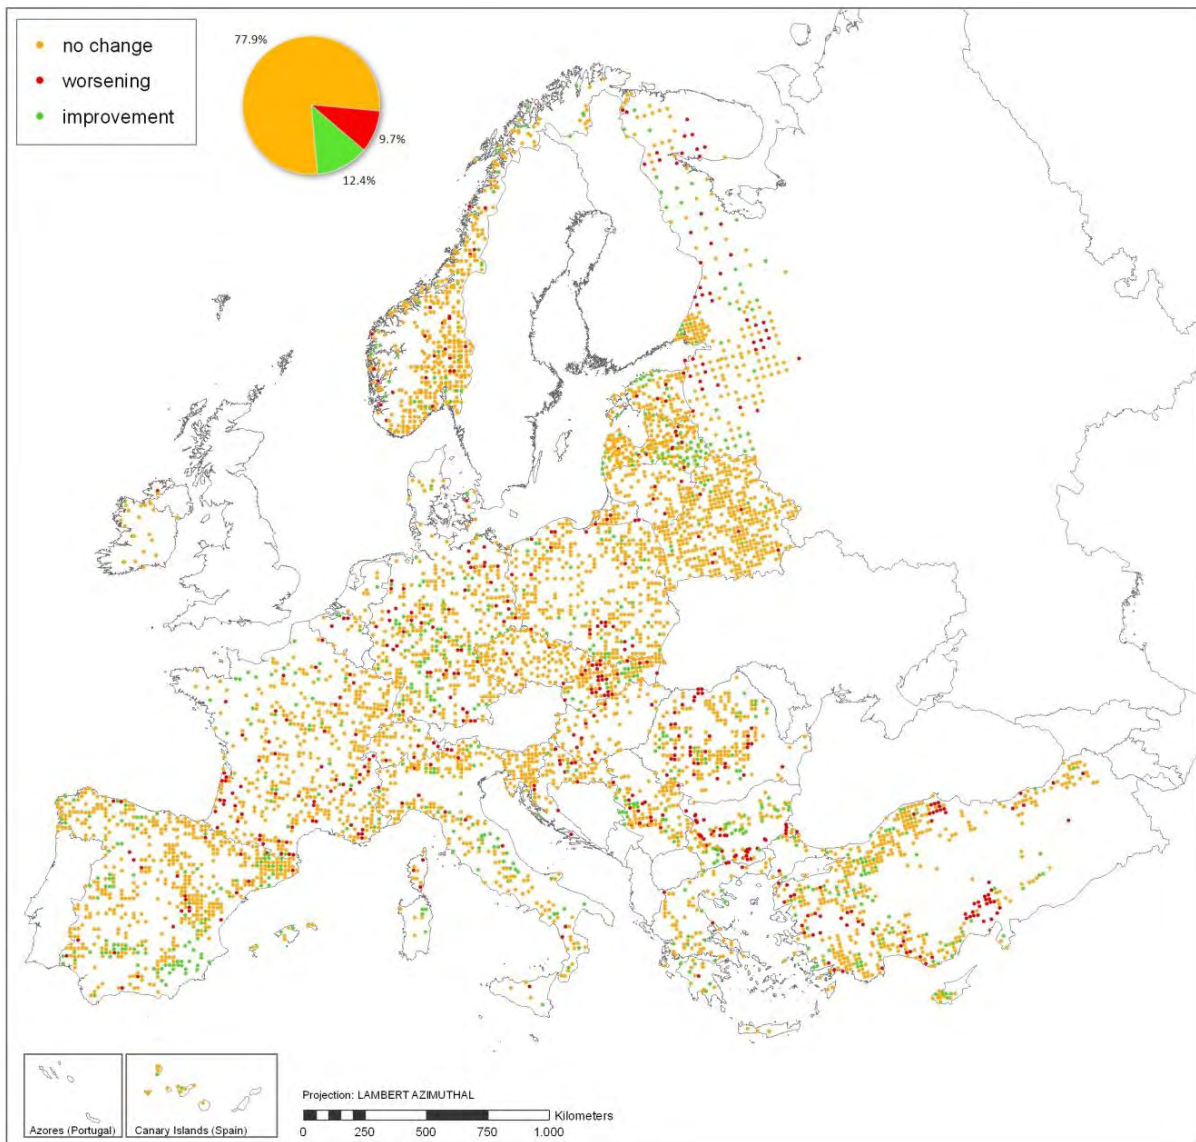 no change
worsening
improvement
77.9%
9.7%
12.4%
Azores (Portugal)
Canary Islands (Spain)
Projection: LAMBERT AZIMUTHAL
Kilometers
0 250 500 750 1.000